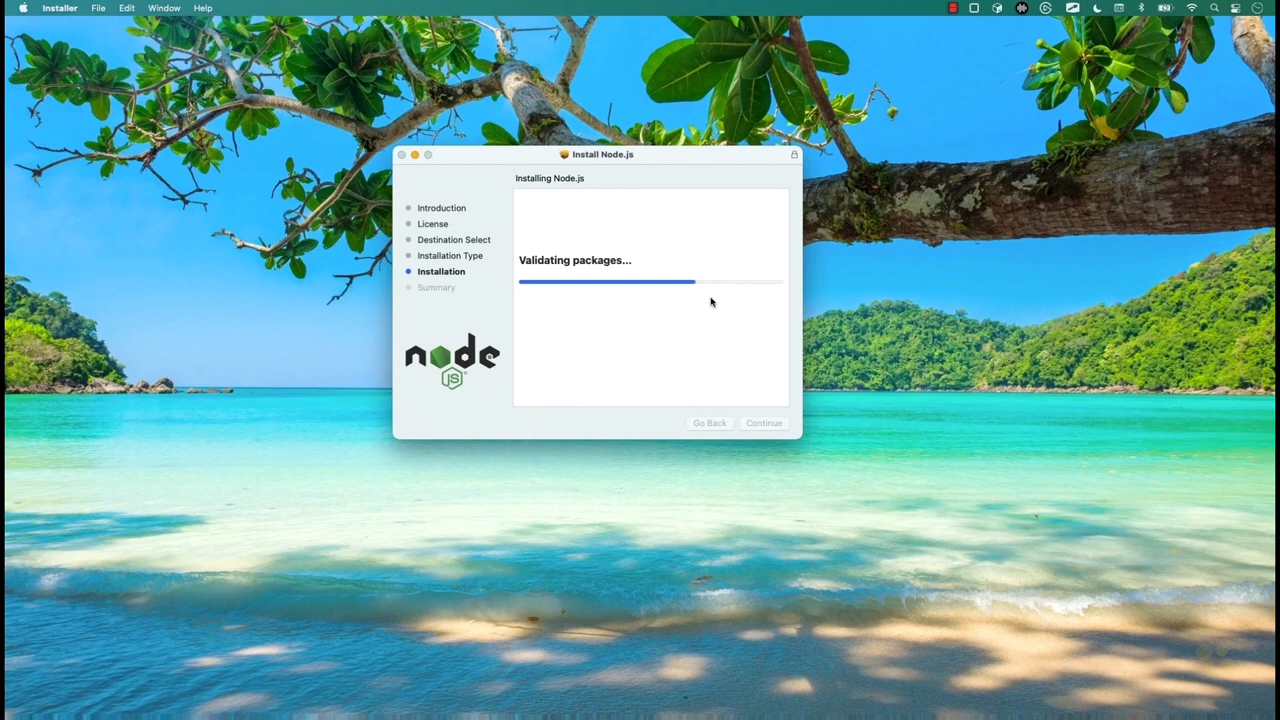 Installer File Edit Window Help
Install Node.js
Installing Node.js
Introduction
License
Destination Select
Installation Type
Installation
Summary
Validating packages...
node
JS
Go Back Continue